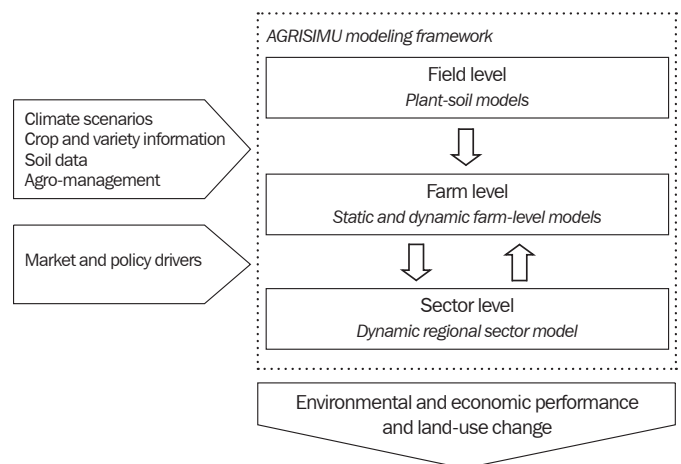 AGRISIMU modeling framework
Field level
Plant-soil models
Climate scenarios
Crop and variety information
Soil data
Agro-management
Farm level
Static and dynamic farm-level models
Market and policy drivers
Sector level
Dynamic regional sector model
Environmental and economic performance
and land-use change